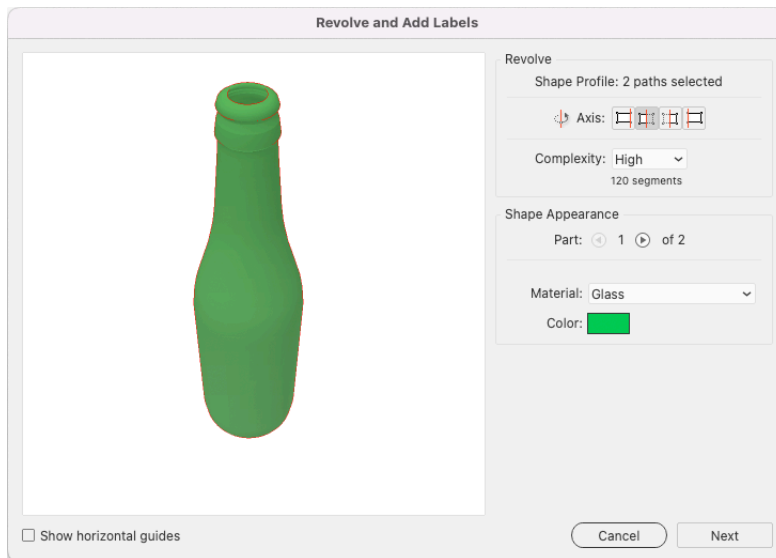 Revolve and Add Labels
Revolve
Shape Profile: 2 paths selected
Axis:
Complexity: High
120 segments
Shape Appearance
Part: 1 of 2
Material: Glass
Color:
Show horizontal guides
Cancel
Next